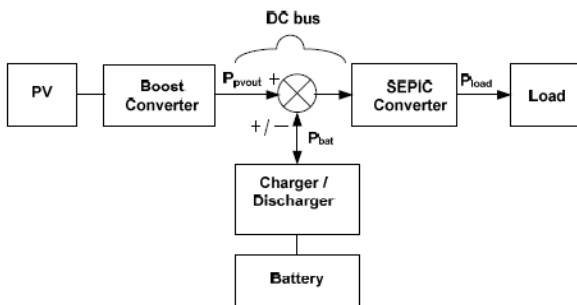 DC bus
PV
Boost
Converter
Ppvout
+
SEPIC
Converter
Pload
Load
+/−
Pbat
Charger /
Discharger
Battery